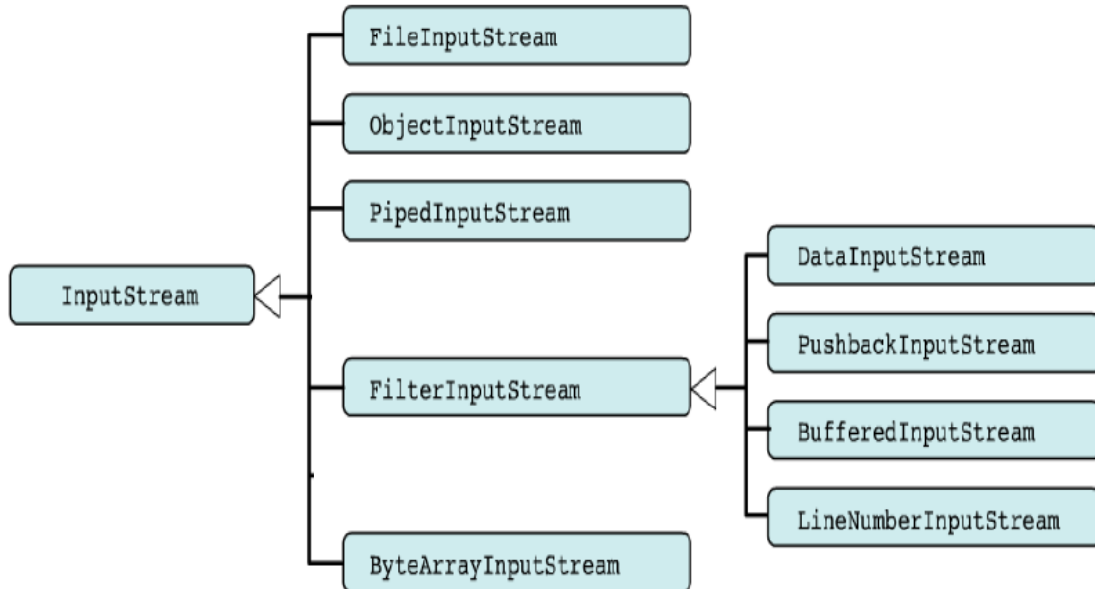 FileInputStream
ObjectInputStream
PipedInputStream
InputStream
FilterInputStream
ByteArrayInputStream
DataInputStream
PushbackInputStream
BufferedInputStream
LineNumberInputStream